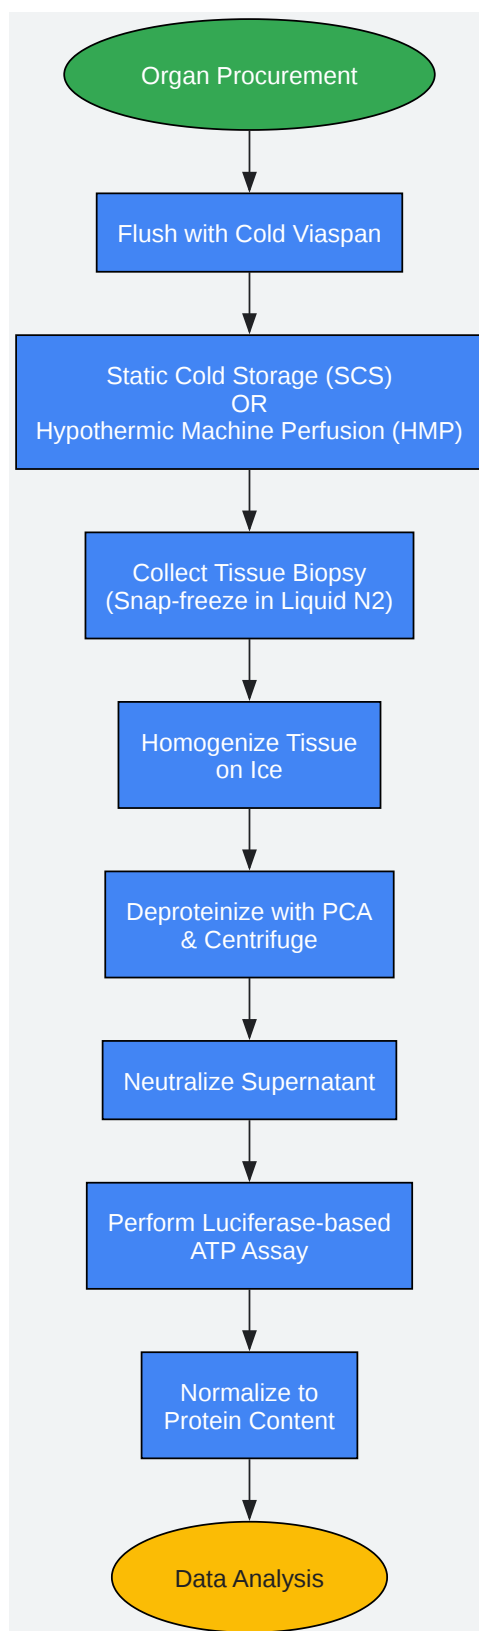 Organ Procurement
Flush with Cold Viaspan
Static Cold Storage (SCS)
OR
Hypothermic Machine Perfusion (HMP)
Collect Tissue Biopsy
(Snap-freeze in Liquid N2)
Homogenize Tissue
on Ice
Deproteinize with PCA
& Centrifuge
Neutralize Supernatant
Perform Luciferase-based
ATP Assay
Normalize to
Protein Content
Data Analysis